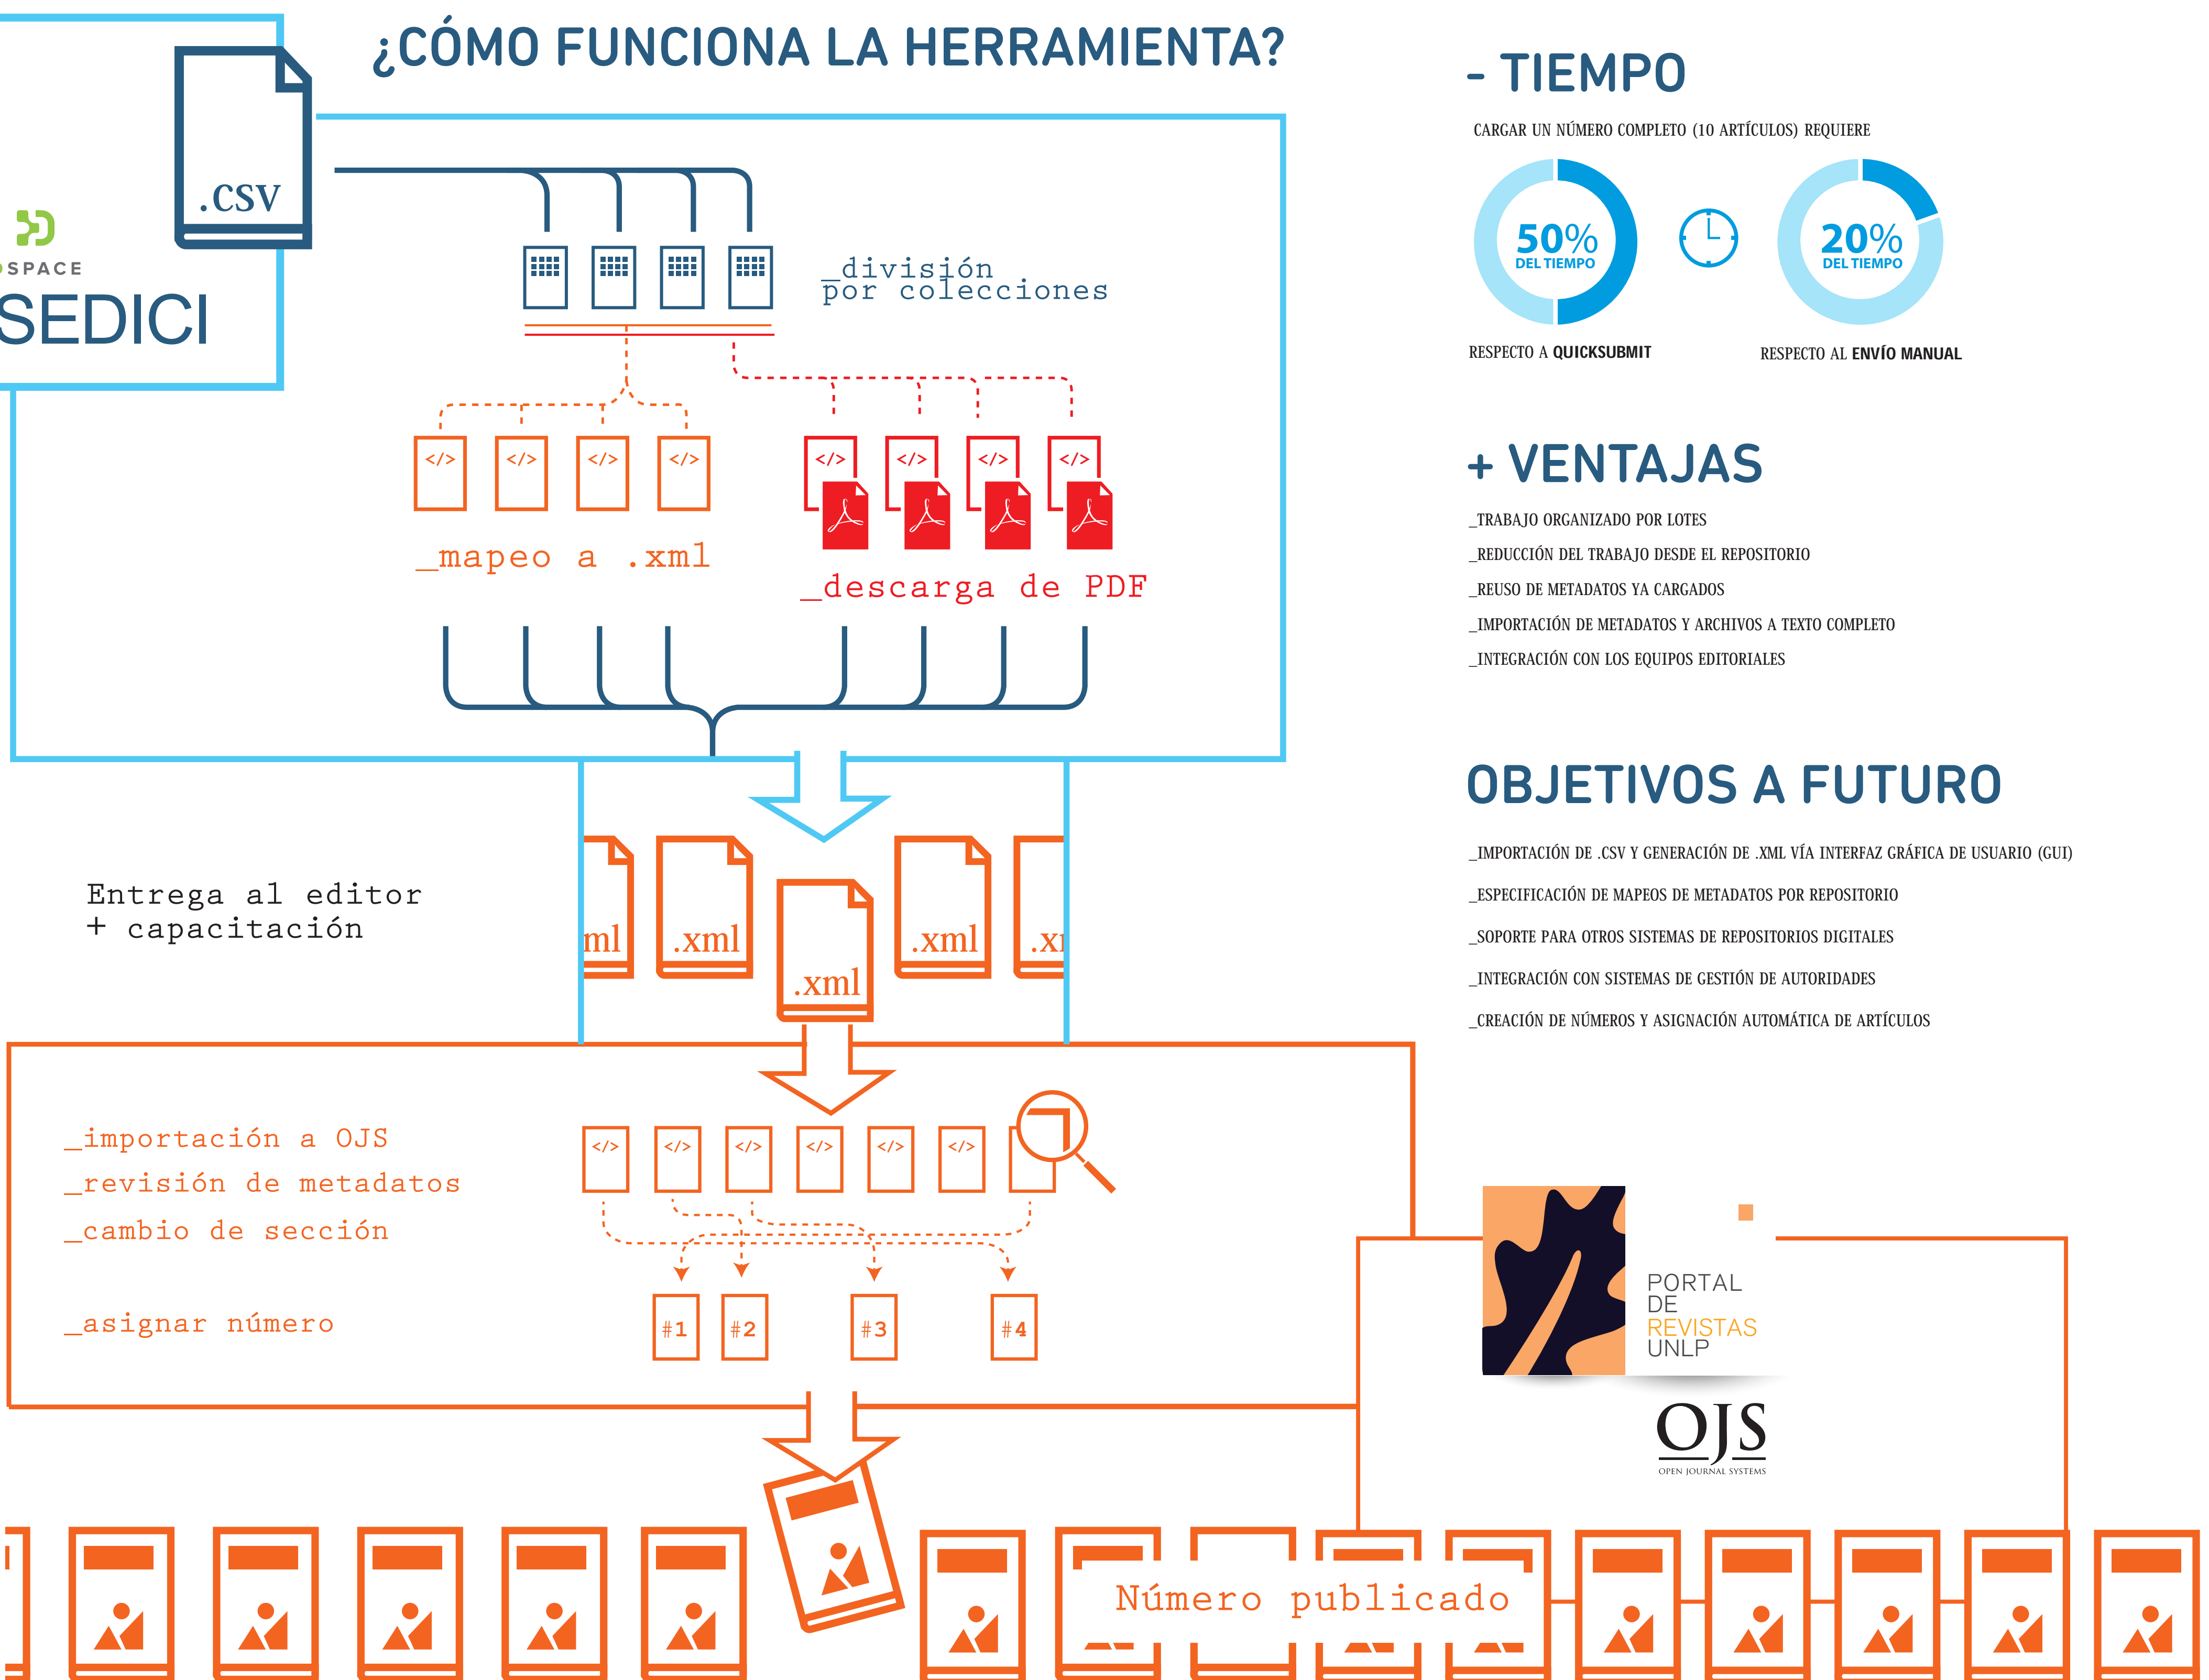 ¿CÓMO FUNCIONA LA HERRAMIENTA?
.csv
SPACE
SEDICI
_división
por colecciones
</>
</>
</>
</>
</>
</>
</>
</>
_mapeo a .xml
_descarga de PDF
Entrega al editor
+ capacitación
ml
.xml
.xml
.xml
_importación a OJS
_revisión de metadatos
_cambio de sección
_asignar número
</>
</>
</>
</>
</>
</>
#1
#2
#3
#4
Número publicado
- TIEMPO
CARGAR UN NÚMERO COMPLETO (10 ARTÍCULOS) REQUIERE
50%
DEL TIEMPO
20%
DEL TIEMPO
RESPECTO A QUICKSUBMIT
RESPECTO AL ENVÍO MANUAL
+ VENTAJAS
_TRABAJO ORGANIZADO POR LOTES
_REDUCCIÓN DEL TRABAJO DESDE EL REPOSITORIO
_REUSO DE METADATOS YA CARGADOS
_IMPORTACIÓN DE METADATOS Y ARCHIVOS A TEXTO COMPLETO
_INTEGRACIÓN CON LOS EQUIPOS EDITORIALES
OBJETIVOS A FUTURO
_IMPORTACIÓN DE .CSV Y GENERACIÓN DE .XML VÍA INTERFAZ GRÁFICA DE USUARIO (GUI)
_ESPECIFICACIÓN DE MAPEOS DE METADATOS POR REPOSITORIO
_SOPORTE PARA OTROS SISTEMAS DE REPOSITORIOS DIGITALES
_INTEGRACIÓN CON SISTEMAS DE GESTIÓN DE AUTORIDADES
_CREACIÓN DE NÚMEROS Y ASIGNACIÓN AUTOMÁTICA DE ARTÍCULOS
PORTAL
DE
REVISTAS
UNLP
OJS
OPEN JOURNAL SYSTEMS